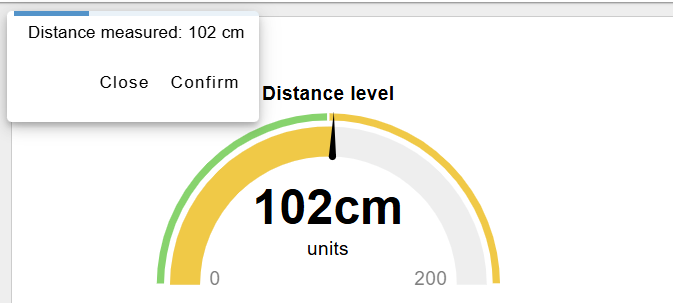 Distance measured: 102 cm
Close Confirm
Distance level
102cm
units
0 200